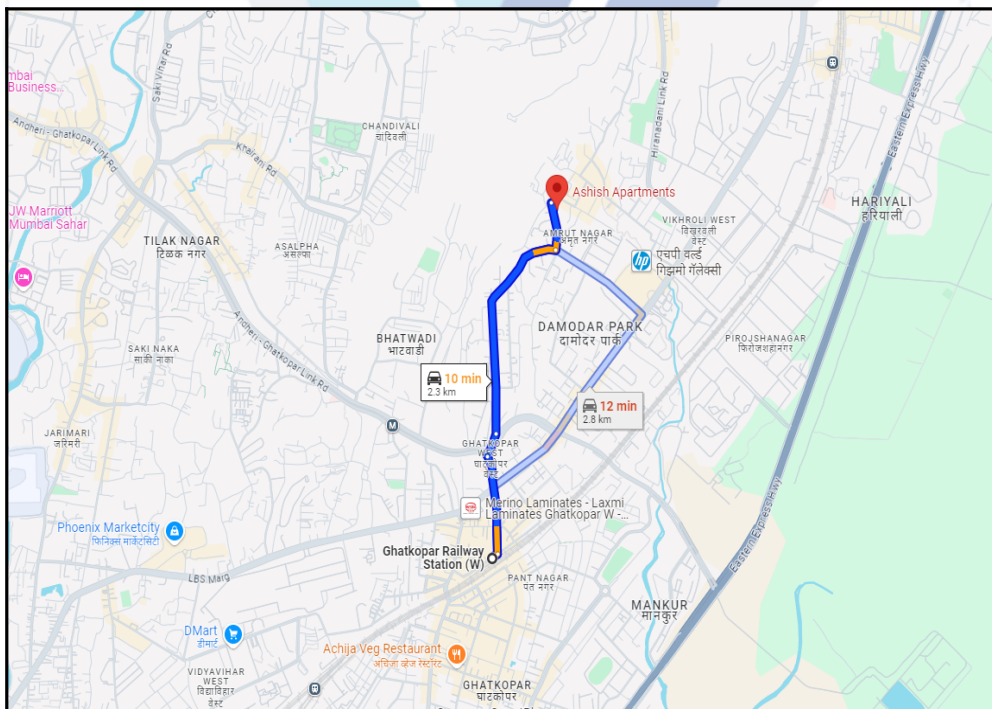 mbai
Business...
Saki Vihar Rd
Andheri - Ghatkopar Link Rd
Khairani Rd
CHANDIVALI
चांदिवली
Hiranandani Link Rd
Eastern Express Hwy
JW Marriott
Mumbai Sahar
TILAK NAGAR
टिळक नगर
ASALPHA
असल्फा
Ashish Apartments
AMRUT NAGAR
अमृत नगर
VIKHROLI WEST
विखरवली
वेस्ट
HARIYALI
हरियाली
hp
एचपी वर्ल्ड
गिझमो गॅलेक्सी
SAKI NAKA
साकी नाका
Andheri - Ghatkopar Link Rd
BHATWADI
भाटवाडी
DAMODAR PARK
दामोदर पार्क
PIROJSHANAGAR
फिरोजशहानगर
10 min
2.3 km
12 min
2.8 km
JARIMARI
जरिमरी
M
GHATKOPAR
WEST
घाटकोपर
वेस्ट
Merino Laminates - Laxmi
Laminates Ghatkopar W -...
Phoenix Marketcity
फिनिक्स मार्केटसिटी
Ghatkopar Railway
Station (W)
LBS Marg
PANT NAGAR
पंत नगर
Eastern Express Hwy
MANKUR
मानकुर
DMart
डीमार्ट
Achija Veg Restaurant
अचिजा व्हेज रेस्टॉरंट
VIDYAVIHAR
WEST
विद्याविहार
वेस्ट
GHATKOPAR
घाटकोपर